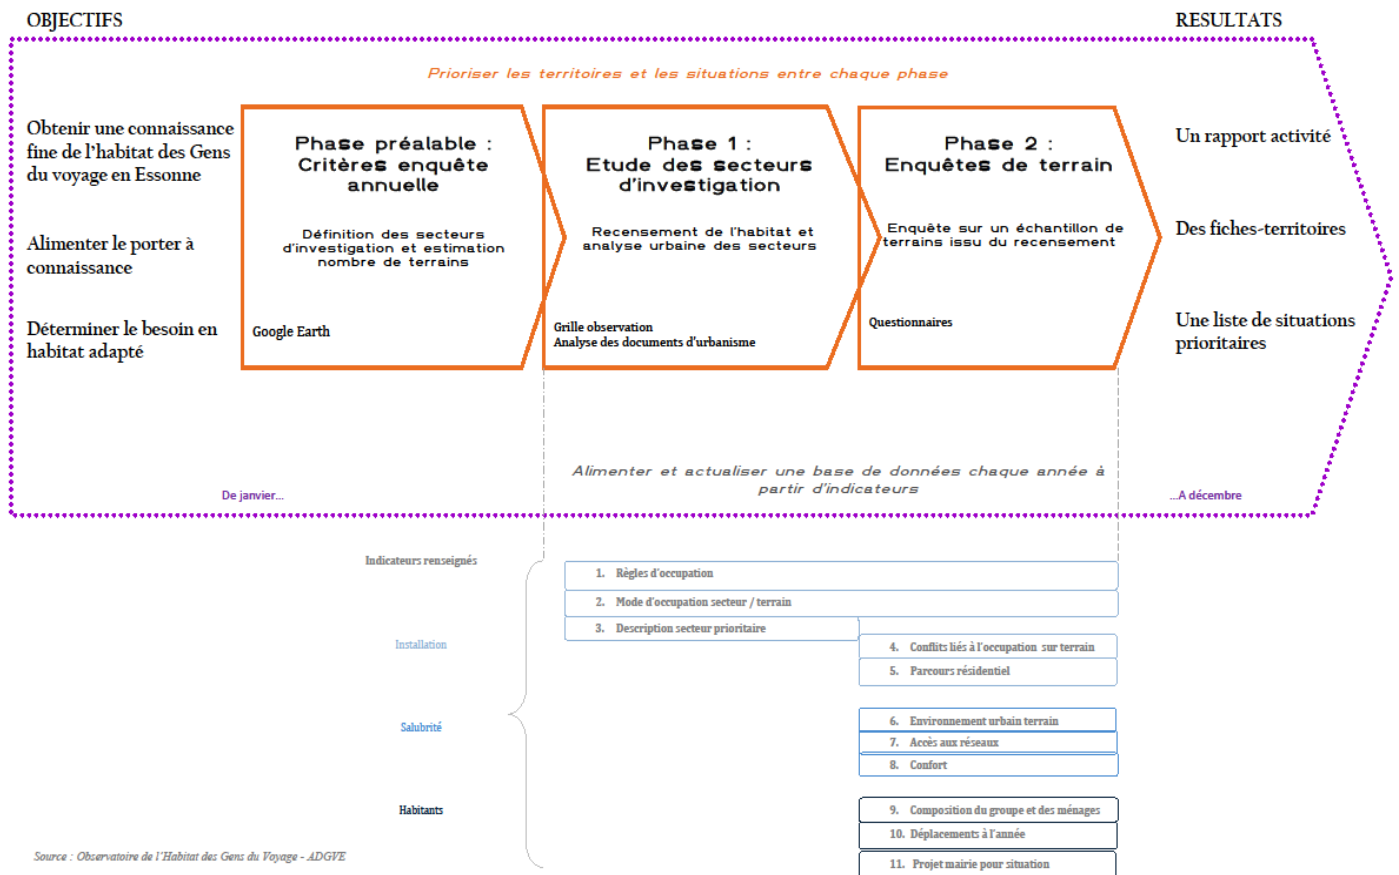 OBJECTIFS
RESULTATS
Prioriser les territoires et les situations entre chaque phase
Obtenir une connaissance
fine de l'habitat des Gens
du voyage en Essonne
Alimenter le porter à
connaissance
Déterminer le besoin en
habitat adapté
Phase préalable :
Critères enquête
annuelle
Définition des secteurs
d'investigation et estimation
nombre de terrains
Google Earth
Phase 1 :
Etude des secteurs
d'investigation
Recensement de l'habitat et
analyse urbaine des secteurs
Grille observation
Analyse des documents d'urbanisme
Phase 2 :
Enquêtes de terrain
Enquête sur un échantillon de
terrains issu du recensement
Questionnaires
Un rapport activité
Des fiches-territoires
Une liste de situations
prioritaires
Alimenter et actualiser une base de données chaque année à
partir d'indicateurs
De janvier...
...A décembre
Indicateurs renseignés
1. Règles d'occupation
2. Mode d'occupation secteur / terrain
3. Description secteur prioritaire
Installation
4. Conflits liés à l'occupation sur terrain
5. Parcours résidentiel
Salubrité
6. Environnement urbain terrain
7. Accès aux réseaux
8. Confort
Habitants
9. Composition du groupe et des ménages
10. Déplacements à l'année
11. Projet mairie pour situation
Source : Observatoire de l'Habitat des Gens du Voyage - ADGVE